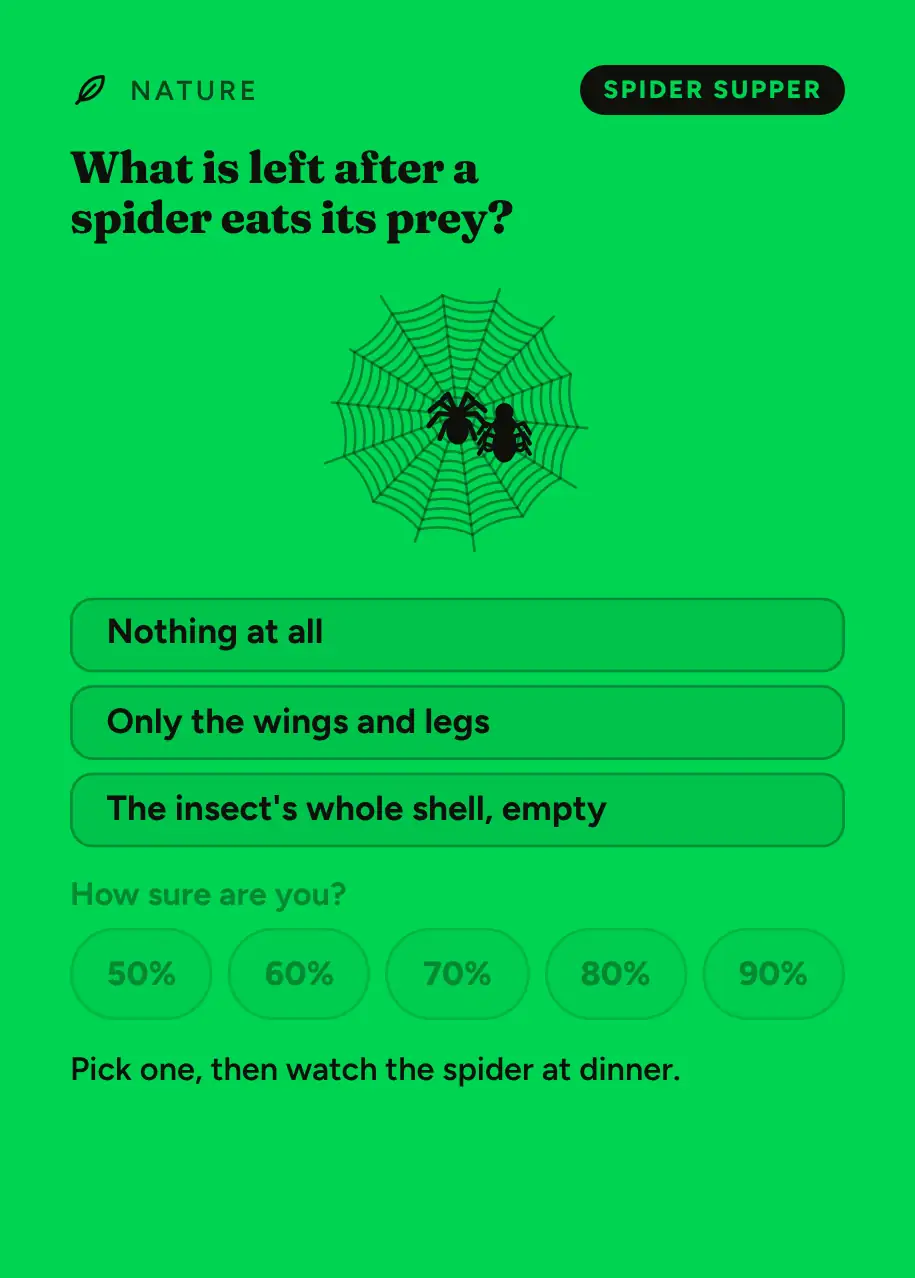 NATURE
SPIDER SUPPER
What is left after a
spider eats its prey?
Nothing at all
Only the wings and legs
The insect's whole shell, empty
How sure are you?
50%
60%
70%
80%
90%
Pick one, then watch the spider at dinner.